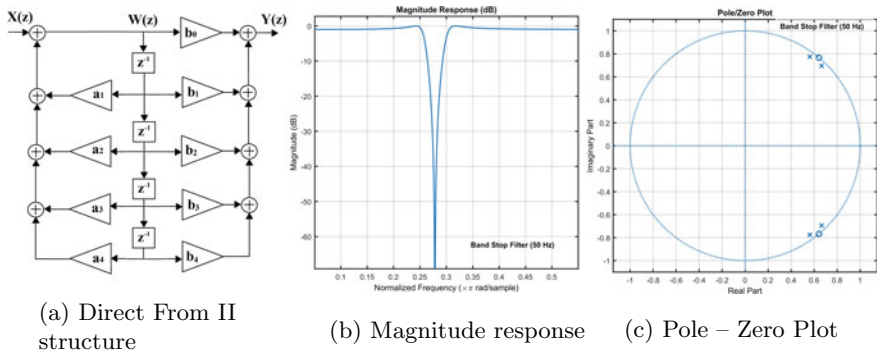 X(z) W(z) Y(z)
b0
z-1
a1 b1
z-1
a2 b2
z-1
a3 b3
z-1
a4 b4
(a) Direct From II
structure
Magnitude Response (dB)
Magnitude (dB)
0
-10
-20
-30
-40
-50
-60
Band Stop Filter (50 Hz)
0.1 0.15 0.2 0.25 0.3 0.35 0.4 0.45 0.5
Normalized Frequency (×π rad/sample)
(b) Magnitude response
Pole/Zero Plot
Band Stop Filter (50 Hz)
Imaginary Part
1
0.8
0.6
0.4
0.2
0
-0.2
-0.4
-0.6
-0.8
-1
-1 -0.8 -0.6 -0.4 -0.2 0 0.2 0.4 0.6 0.8 1
Real Part
(c) Pole – Zero Plot